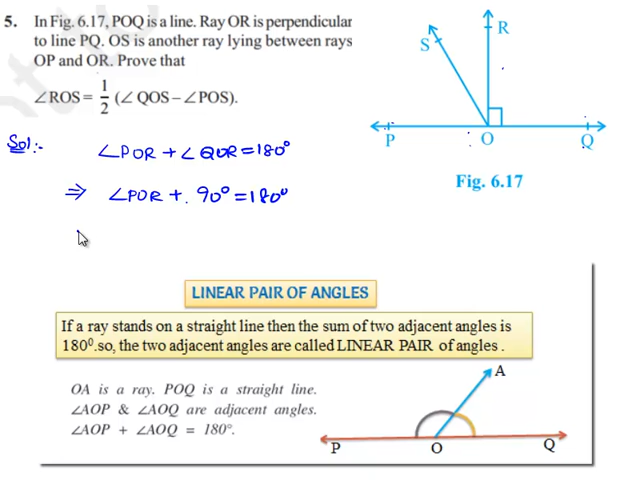 5. In Fig. 6.17, POQ is a line. Ray OR is perpendicular
to line PQ. OS is another ray lying between rays
OP and OR. Prove that
∠ROS = 1/2 (∠QOS – ∠POS).
R
S
P
O
Q
Fig. 6.17
Sol:-
∠POR + ∠QOR = 180°
⇒ ∠POR + 90° = 180°
LINEAR PAIR OF ANGLES
If a ray stands on a straight line then the sum of two adjacent angles is
180⁰.so, the two adjacent angles are called LINEAR PAIR of angles .
OA is a ray. POQ is a straight line.
∠AOP & ∠AOQ are adjacent angles.
∠AOP + ∠AOQ = 180°.
A
P
O
Q